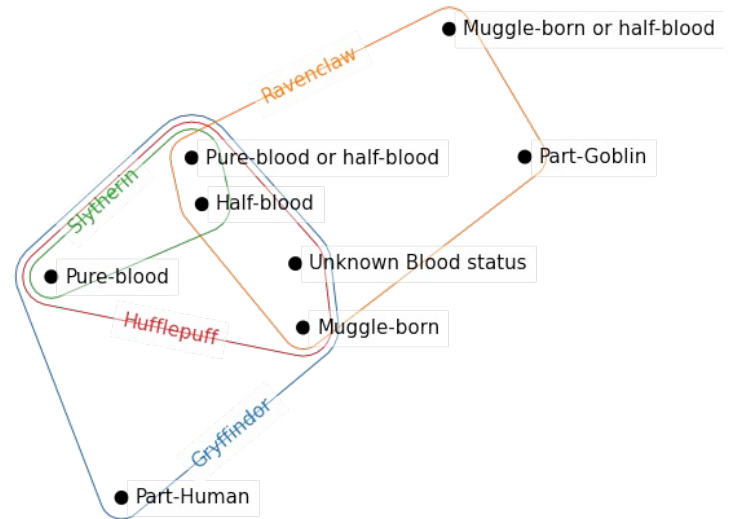 Muggle-born or half-blood
Ravenclaw
Pure-blood or half-blood
Part-Goblin
Slytherin
Half-blood
Unknown Blood status
Pure-blood
Hufflepuff
Muggle-born
Gryffindor
Part-Human